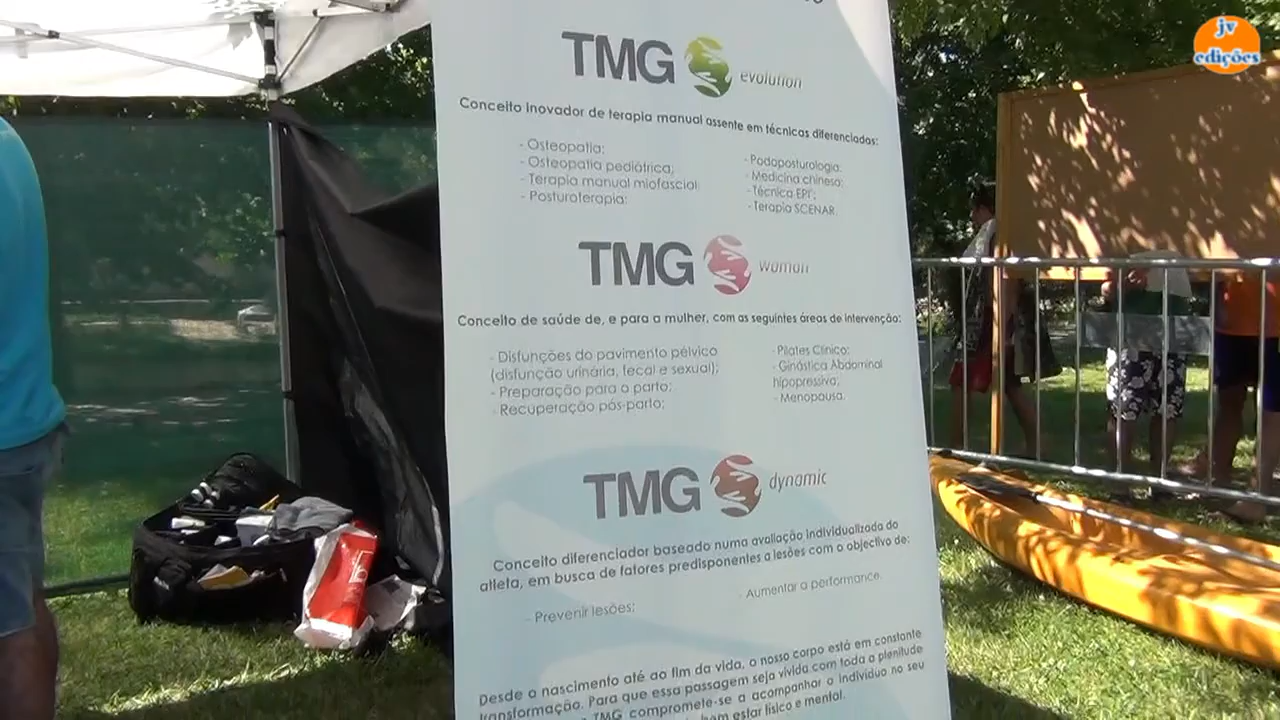 jv
edições
TMG evolution
Conceito inovador de terapia manual assente em técnicas diferenciadas:
- Osteopatia;
- Osteopatia pediátrica;
- Terapia manual miofascial
- Posturoterapia;
- Podoposturologia;
- Medicina chinesa;
- Técnica EPI;
- Terapia SCENAR.
TMG woman
Conceito de saúde de, e para a mulher, com as seguintes áreas de intervenção:
- Disfunções do pavimento pélvico
(disfunção urinária, fecal e sexual);
- Preparação para o parto;
- Recuperação pós-parto;
- Pilates Clínico;
- Ginástica Abdominal
hipopressiva;
- Menopausa.
TMG dynamic
Conceito diferenciador baseado numa avaliação individualizada do
atleta, em busca de fatores predisponentes a lesões com o objectivo de:
- Prevenir lesões;
- Aumentar a performance.
Desde o nascimento até ao fim da vida, o nosso corpo está em constante
transformação. Para que essa passagem seja vivida com toda a plenitude
TMG compromete-se a acompanhar o indivíduo no seu
bem estar físico e mental.